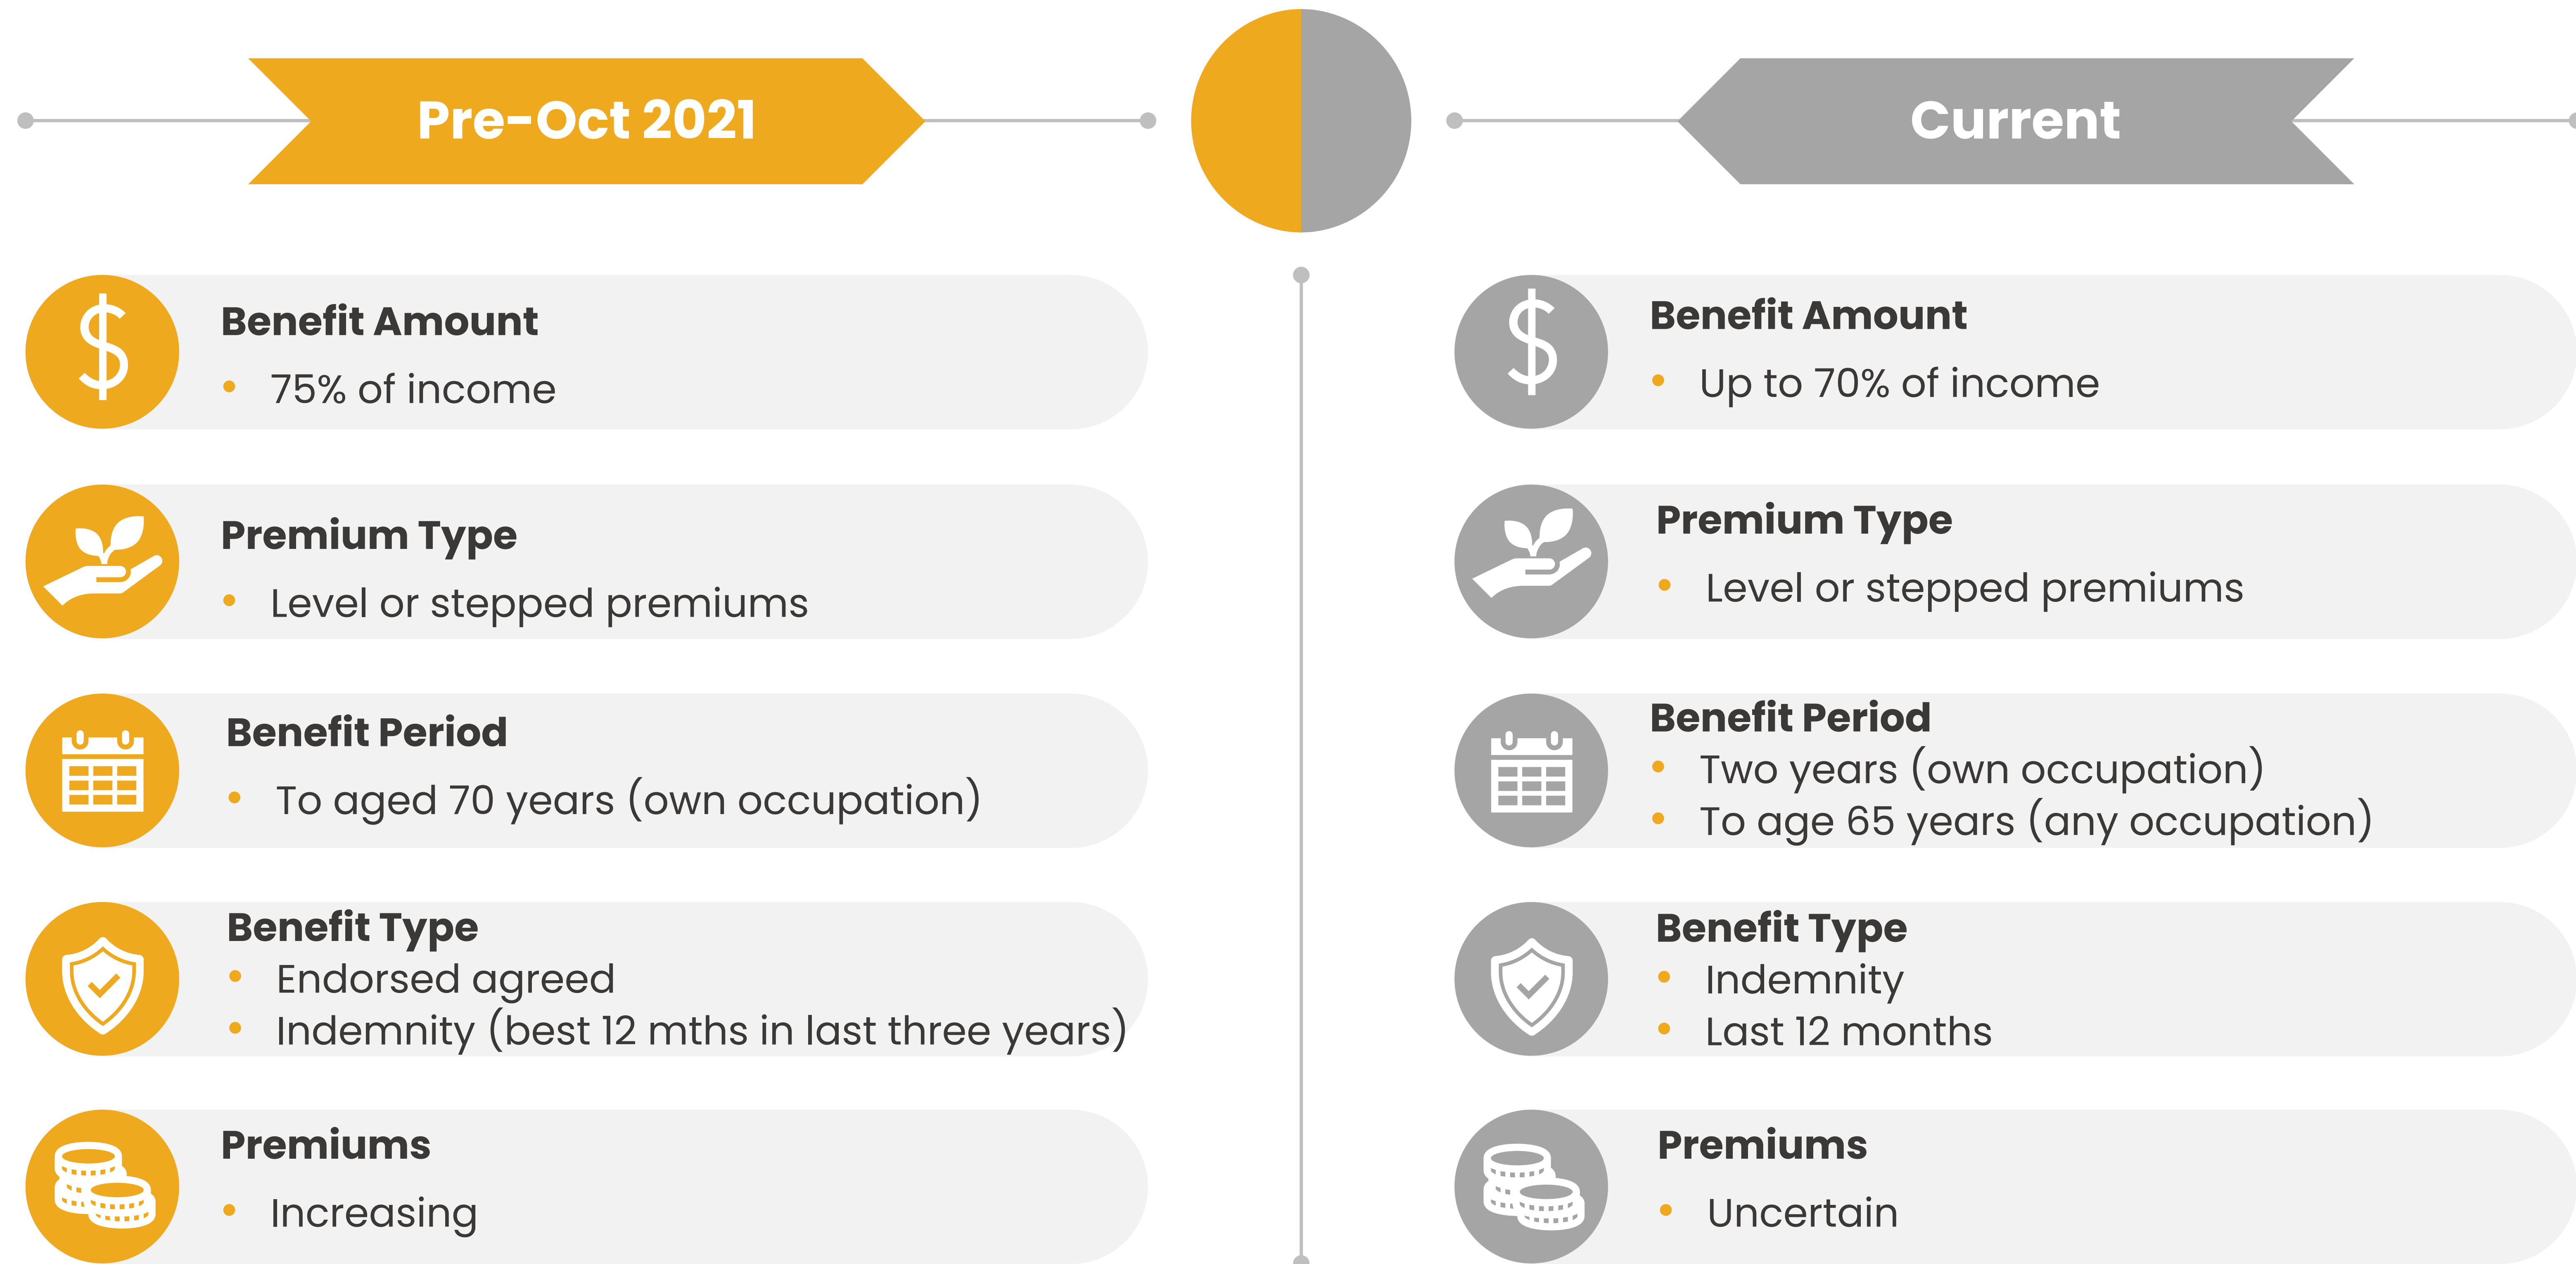 Pre-Oct 2021
Benefit Amount
• 75% of income
Premium Type
• Level or stepped premiums
Benefit Period
• To aged 70 years (own occupation)
Benefit Type
• Endorsed agreed
• Indemnity (best 12 mths in last three years)
Premiums
• Increasing
Current
Benefit Amount
• Up to 70% of income
Premium Type
• Level or stepped premiums
Benefit Period
• Two years (own occupation)
• To age 65 years (any occupation)
Benefit Type
• Indemnity
• Last 12 months
Premiums
• Uncertain